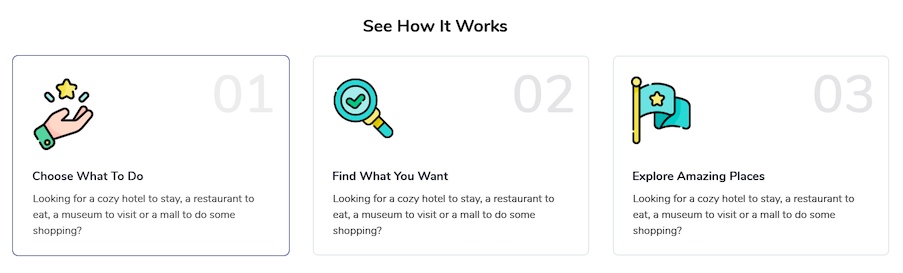 See How It Works
01
Choose What To Do
Looking for a cozy hotel to stay, a restaurant to
eat, a museum to visit or a mall to do some
shopping?
02
Find What You Want
Looking for a cozy hotel to stay, a restaurant to
eat, a museum to visit or a mall to do some
shopping?
03
Explore Amazing Places
Looking for a cozy hotel to stay, a restaurant to
eat, a museum to visit or a mall to do some
shopping?